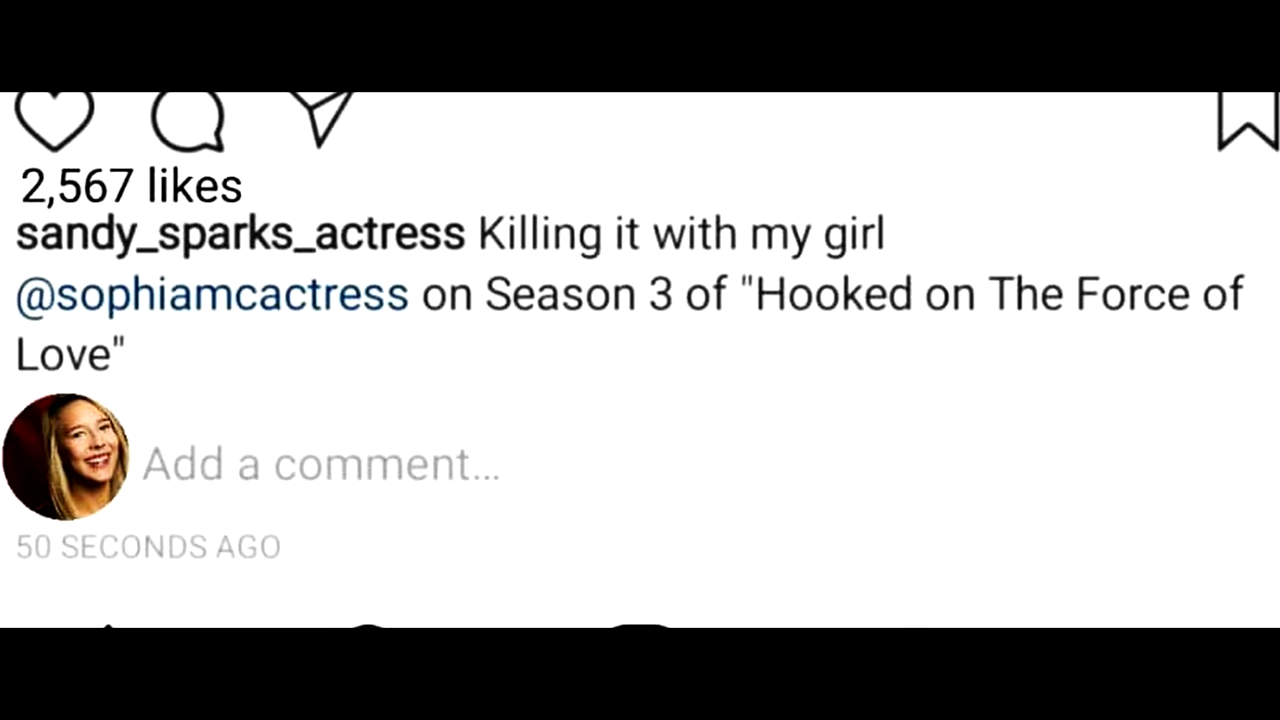 2,567 likes
sandy_sparks_actress Killing it with my girl
@sophiamcactress on Season 3 of "Hooked on The Force of
Love"
Add a comment...
50 SECONDS AGO